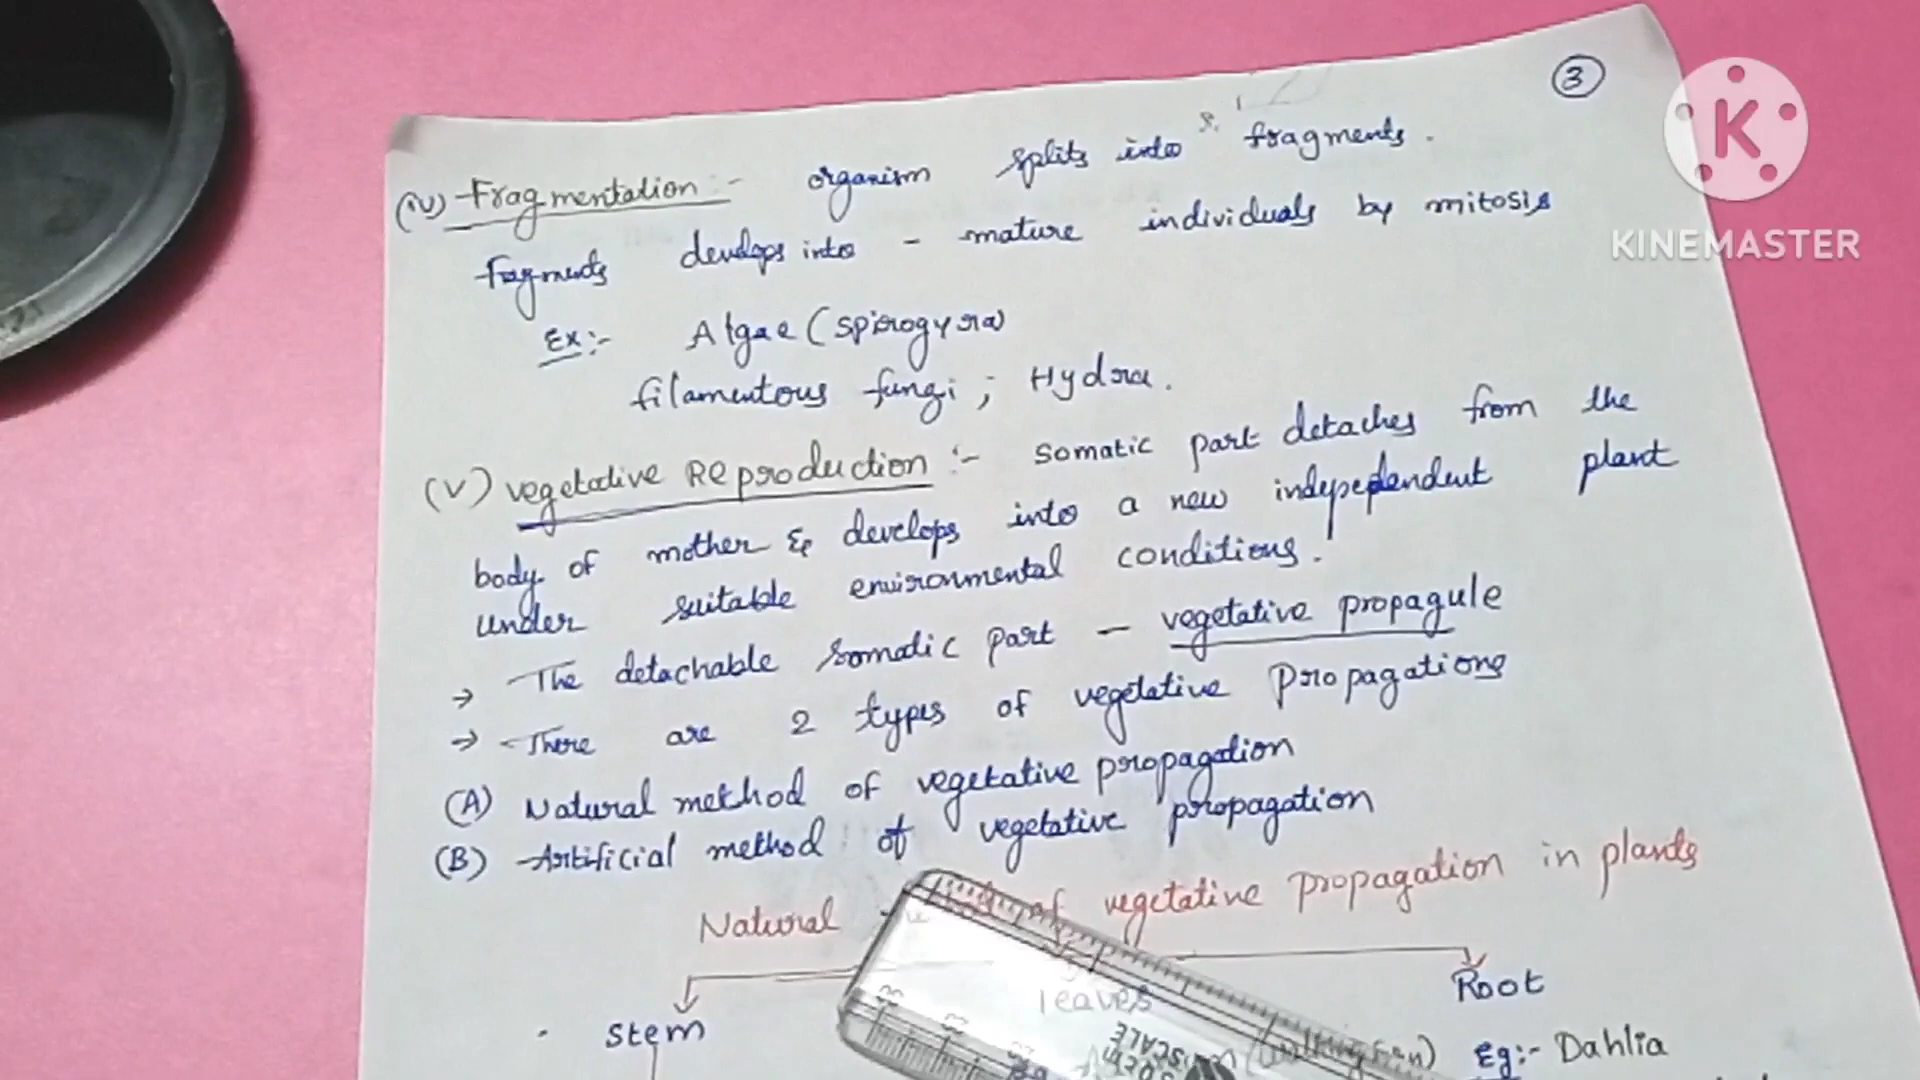 3
K
KINEMASTER
(iv) Fragmentation :- organism splits into fragments.
Fragments develops into - mature individuals by mitosis
Ex:- Algae (spirogyra)
filamentous fungi ; Hydra.
(V) vegetative Reproduction :- Somatic part detaches from the
body of mother & develops into a new independent plant
under suitable environmental conditions.
→ The detachable somatic part - vegetative propagule
→ There are 2 types of vegetative Propagations
(A) Natural method of vegetative propagation
(B) Artificial method of vegetative propagation
Natural of vegetative propagation in plants
Stem leaves Root
SCALE
Eg:- Dahlia